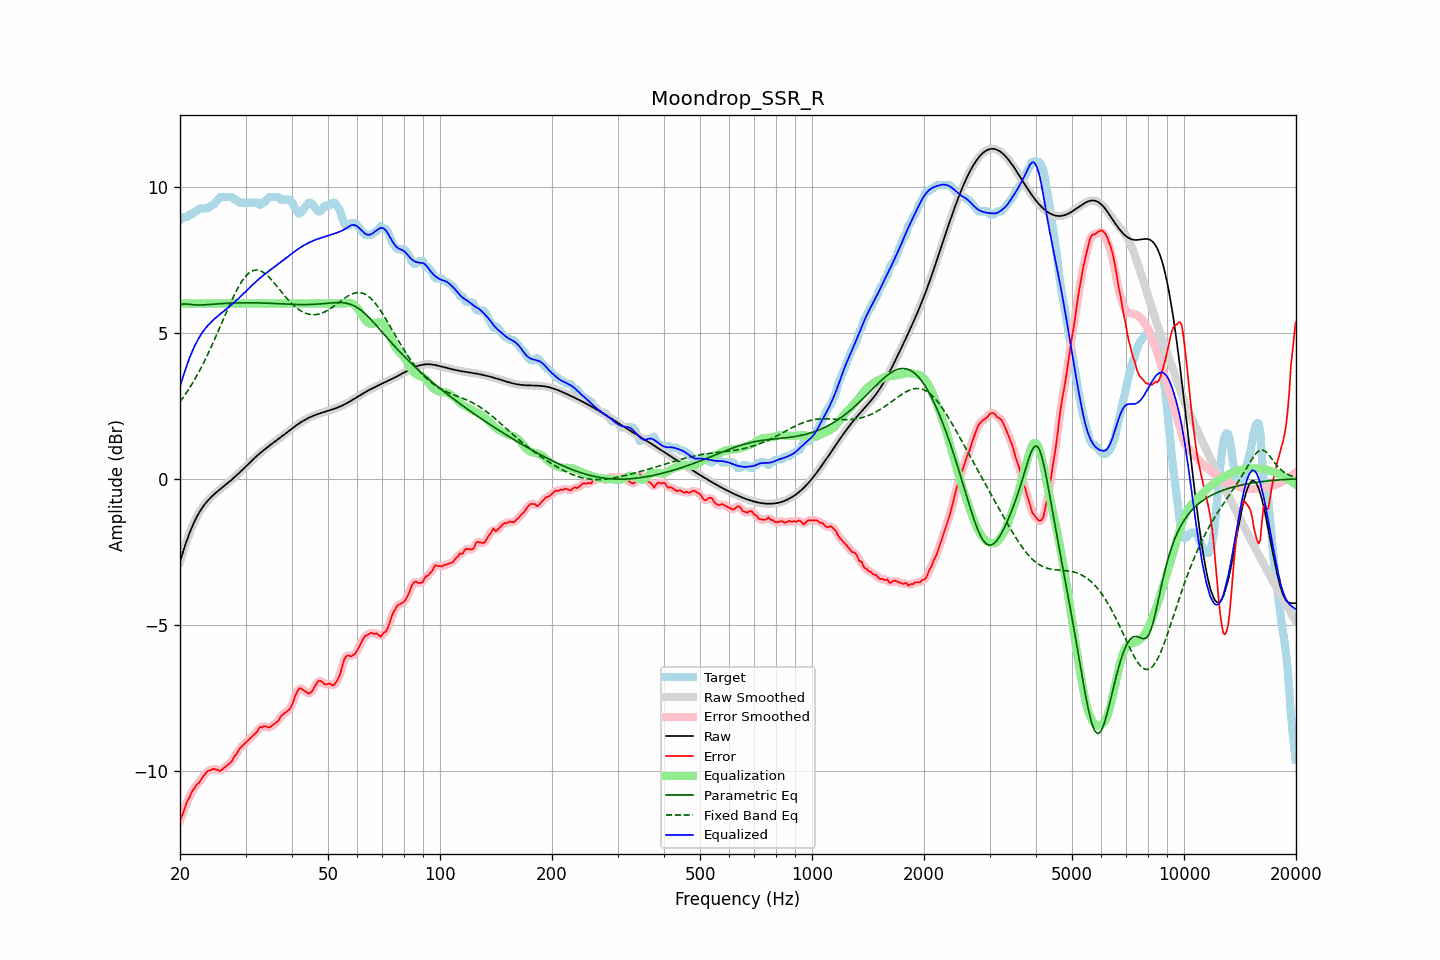 Moondrop_SSR_R
Amplitude (dBr)
10
5
0
−5
−10
Target
Raw Smoothed
Error Smoothed
Raw
Error
Equalization
Parametric Eq
Fixed Band Eq
Equalized
20
50
100
200
500
1000
2000
5000
10000
20000
Frequency (Hz)